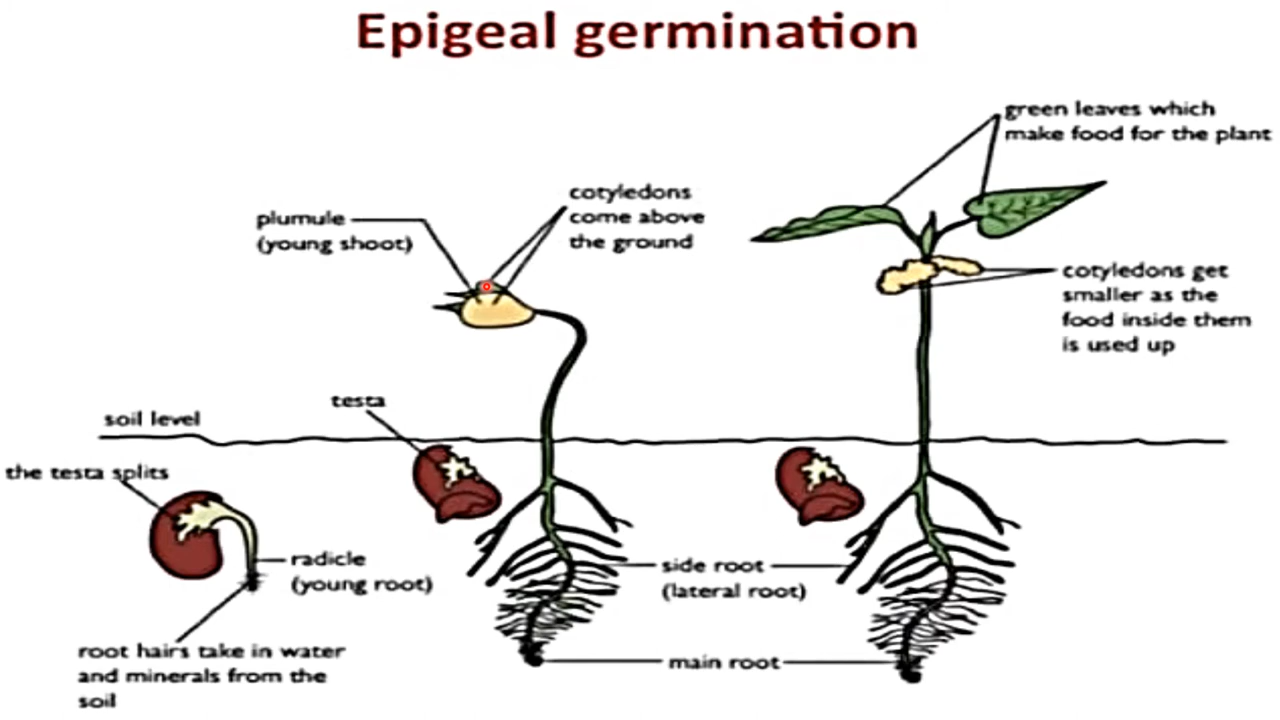 Epigeal germination
green leaves which
make food for the plant
cotyledons
come above
the ground
plumule
(young shoot)
cotyledons get
smaller as the
food inside them
is used up
testa
soil level
the testa splits
radicle
(young root)
side root
(lateral root)
root hairs take in water
and minerals from the
soil
main root